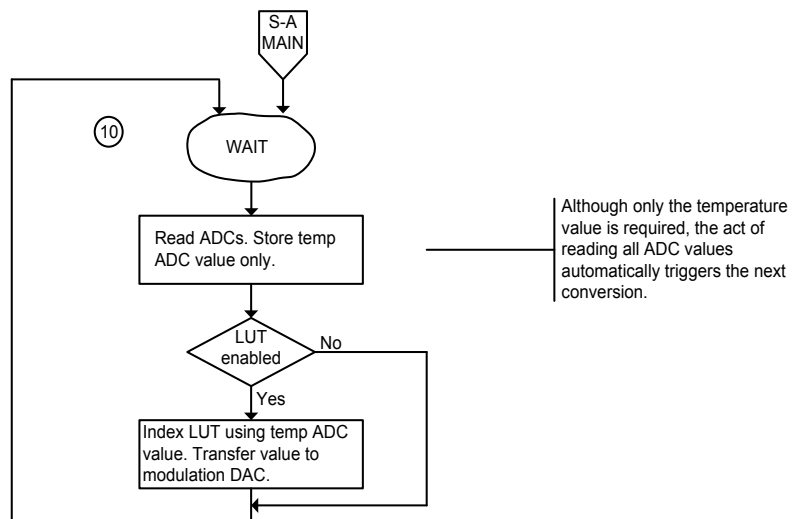 S-A
MAIN
10
WAIT
Read ADCs. Store temp
ADC value only.
Although only the temperature
value is required, the act of
reading all ADC values
automatically triggers the next
conversion.
LUT
enabled
No
Yes
Index LUT using temp ADC
value. Transfer value to
modulation DAC.